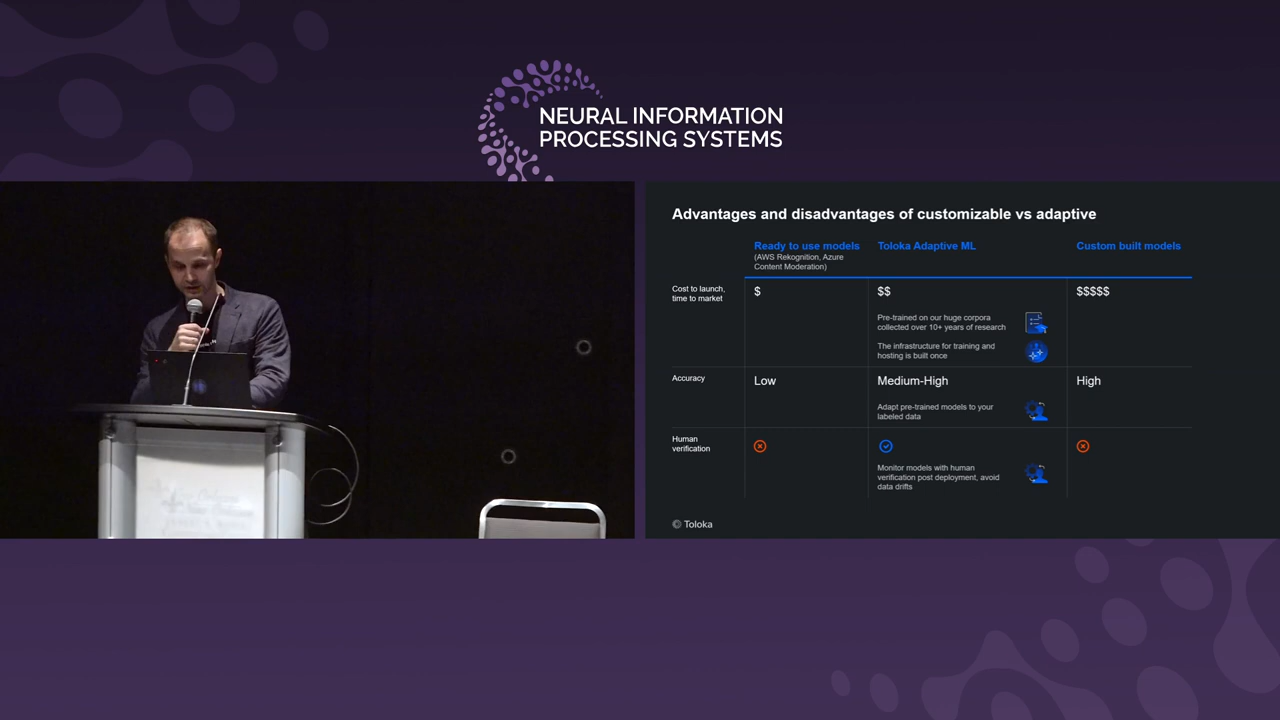 NEURAL INFORMATION
PROCESSING SYSTEMS
Advantages and disadvantages of customizable vs adaptive
Ready to use models
(AWS Rekognition, Azure
Content Moderation)
Toloka Adaptive ML
Custom built models
Cost to launch,
time to market
$
$$
Pre-trained on our huge corpora
collected over 10+ years of research
The infrastructure for training and
hosting is built once
$$$$$
Accuracy
Low
Medium-High
Adapt pre-trained models to your
labeled data
High
Human
verification
Monitor models with human
verification post deployment, avoid
data drifts
Toloka